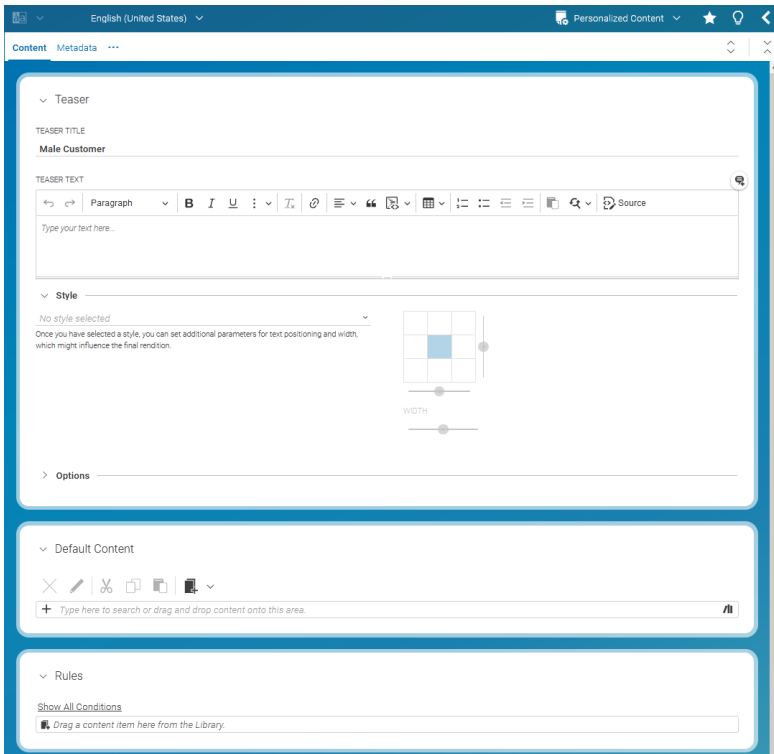 English (United States)
Personalized Content
Content Metadata ...
Teaser
TEASER TITLE
Male Customer
TEASER TEXT
Paragraph B I U Tx Source
Type your text here...
Style
No style selected
Once you have selected a style, you can set additional parameters for text positioning and width,
which might influence the final rendition.
WIDTH
Options
Default Content
Type here to search or drag and drop content onto this area.
Rules
Show All Conditions
Drag a content item here from the Library.